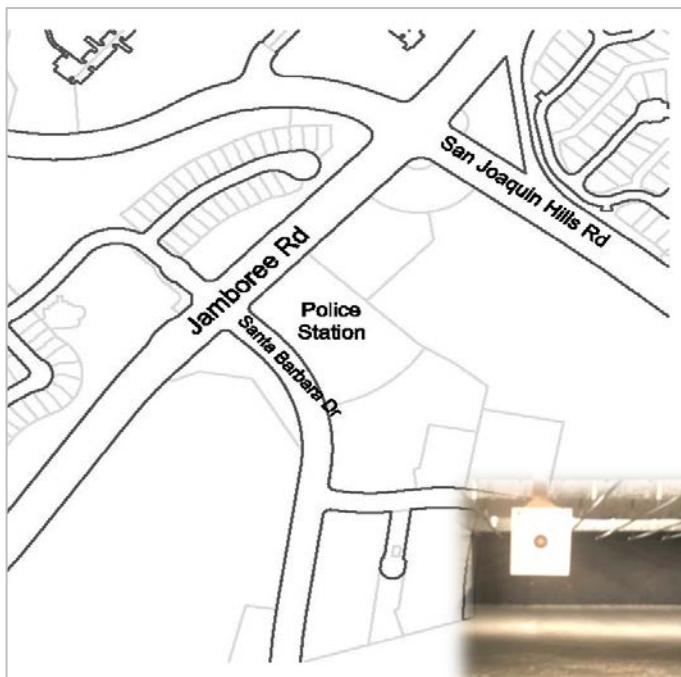 San Joaquin Hills Rd
Jamboree Rd
Police
Station
Santa Barbara Dr